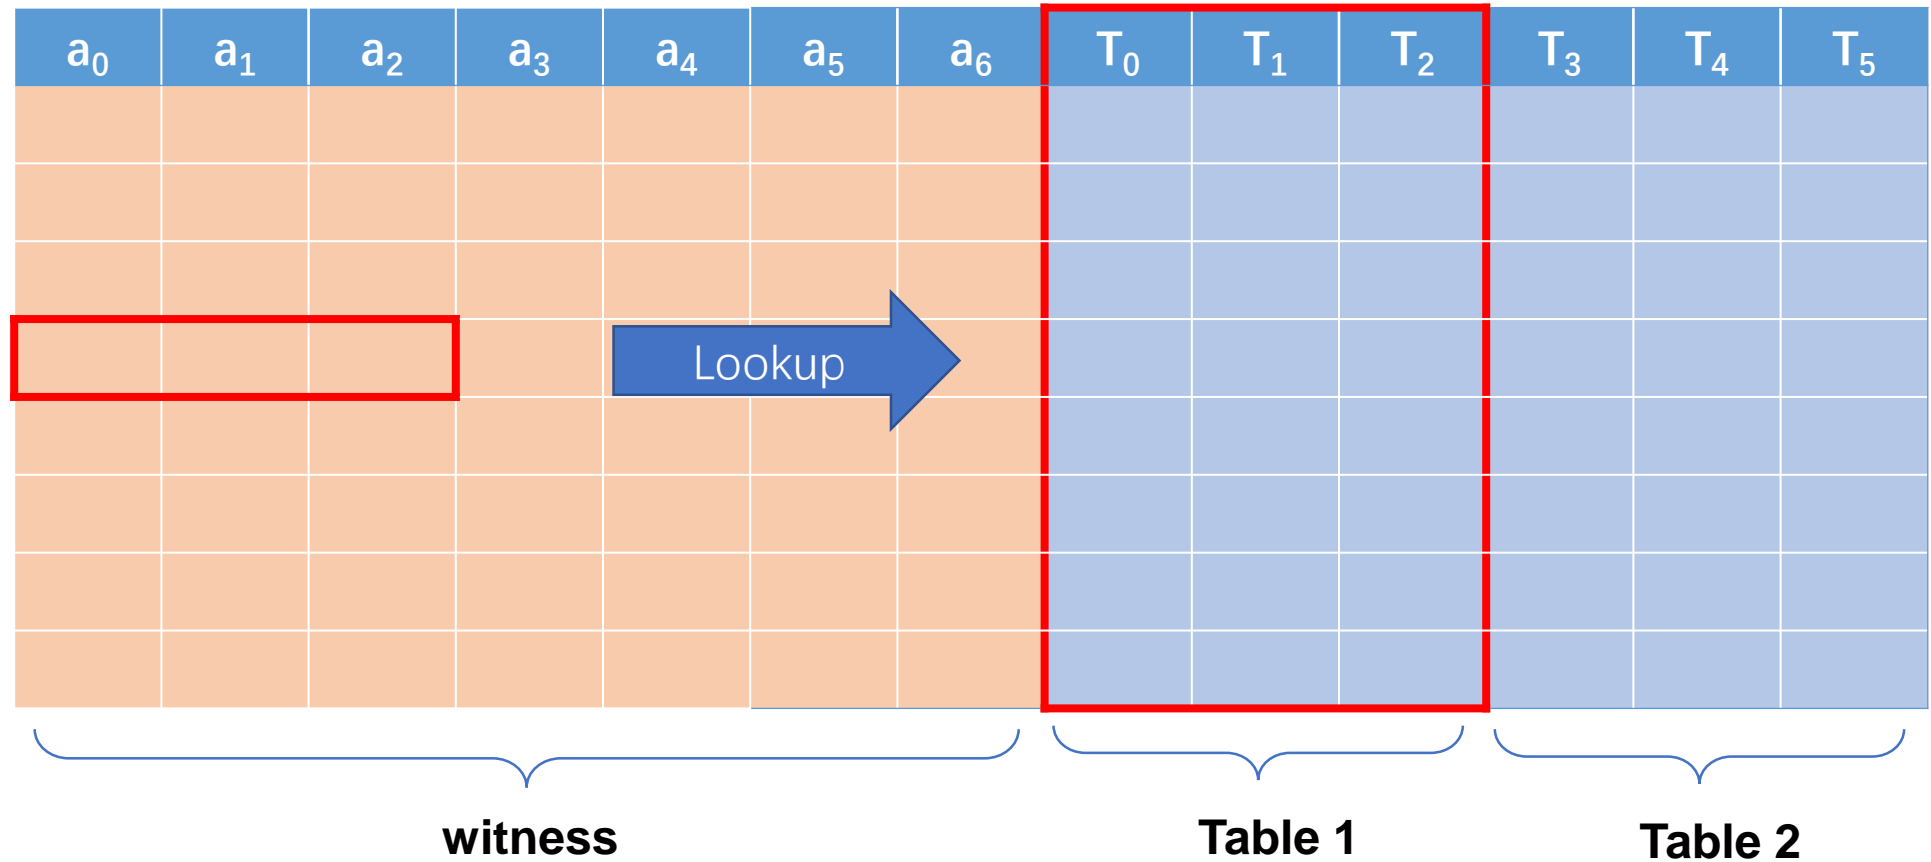 a₀ a₁ a₂ a₃ a₄ a₅ a₆ T₀ T₁ T₂ T₃ T₄ T₅
Lookup
witness Table 1 Table 2